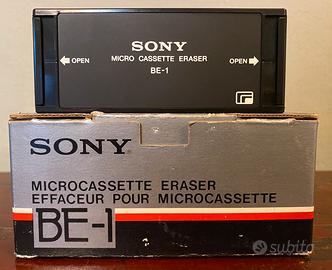 SONY
MICRO CASSETTE ERASER
OPEN
OPEN
BE-1
SONY
MICROCASSETTE ERASER
EFFACEUR POUR MICROCASSETTE
BE-1
subito